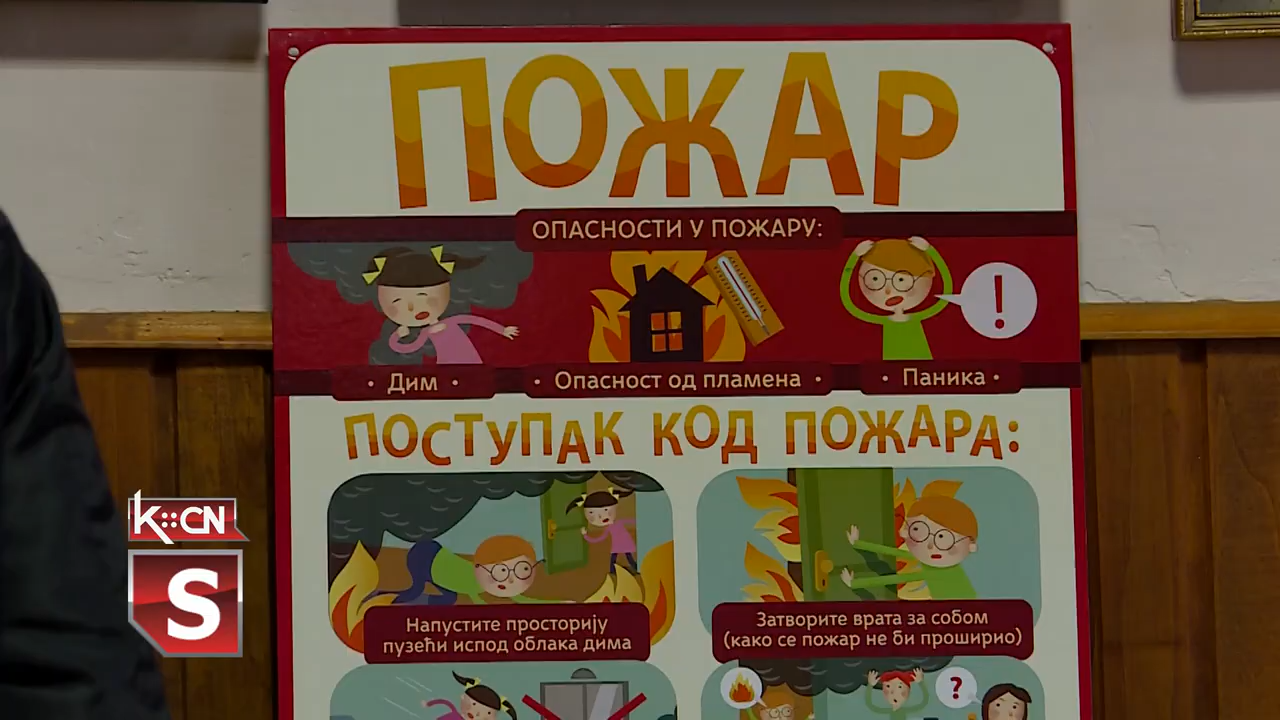 ПОЖАР
ОПАСНОСТИ У ПОЖАРУ:
!
• Дим •
• Опасност од пламена •
• Паника •
ПОСТУПАК КОД ПОЖАРА:
Напустите просторију
пузећи испод облака дима
Затворите врата за собом
(како се пожар не би проширио)
?
K::CN
S